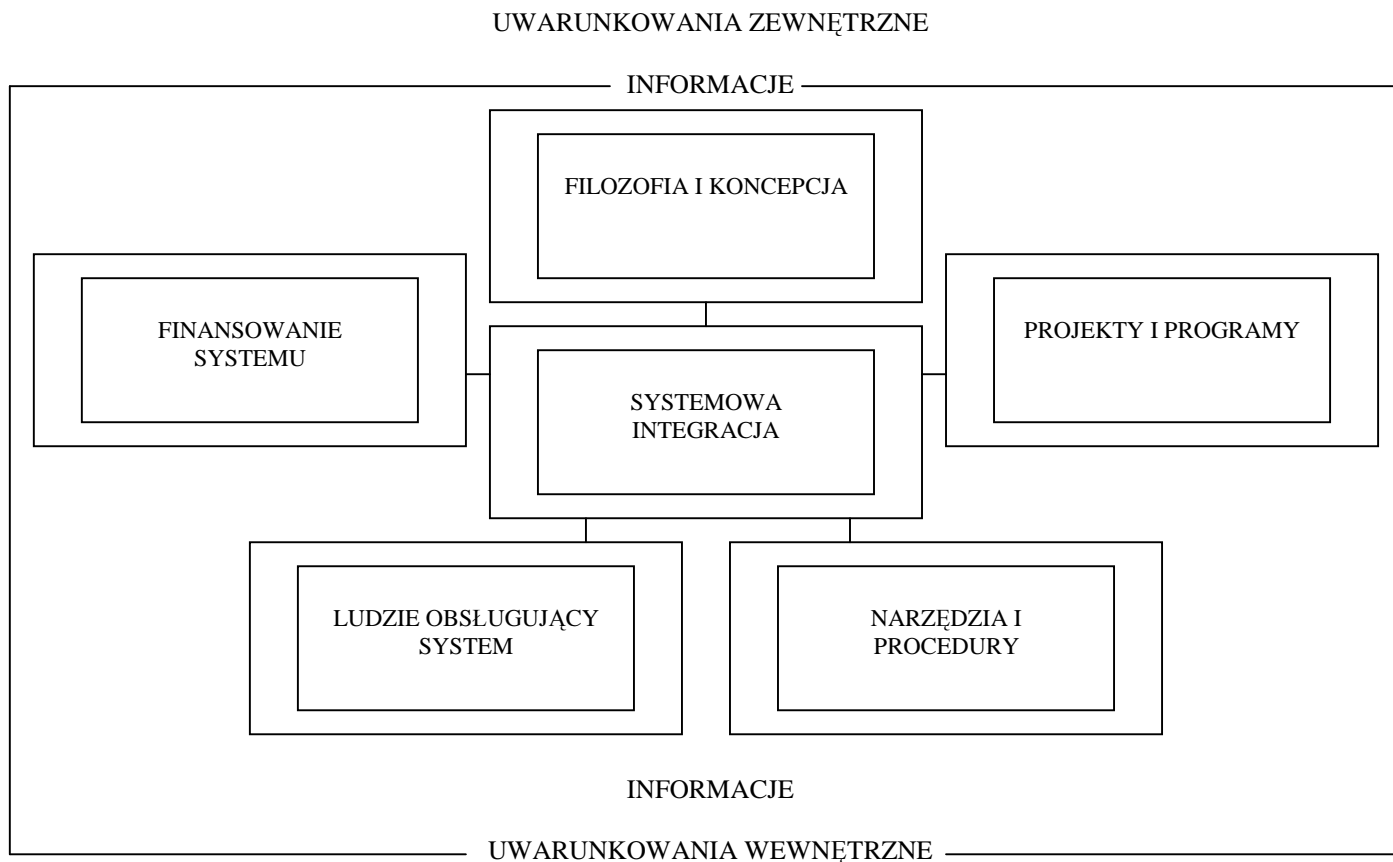 UWARUNKOWANIA ZEWNĘTRZNE
INFORMACJE
FILOZOFIA I KONCEPCJA
FINANSOWANIE
SYSTEMU
PROJEKTY I PROGRAMY
SYSTEMOWA
INTEGRACJA
LUDZIE OBSŁUGUJĄCY
SYSTEM
NARZĘDZIA I
PROCEDURY
INFORMACJE
UWARUNKOWANIA WEWNĘTRZNE